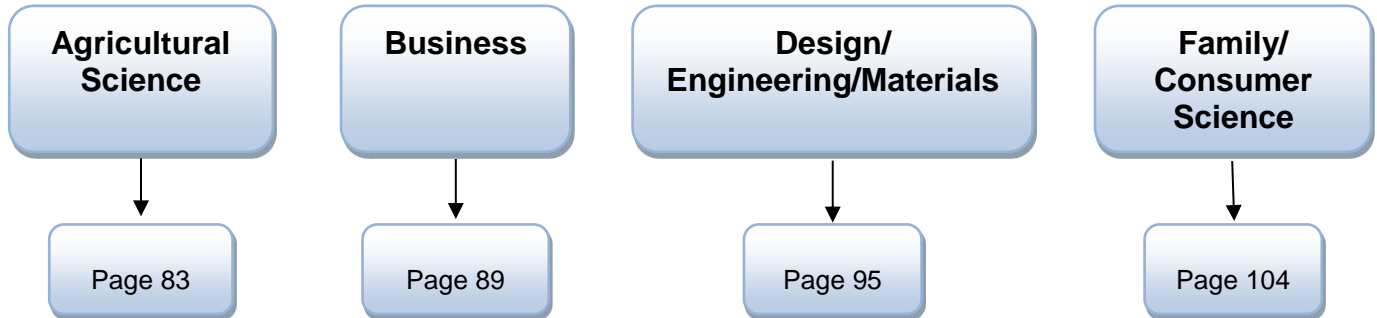 Agricultural
Science
Business
Design/
Engineering/Materials
Family/
Consumer
Science
Page 83
Page 89
Page 95
Page 104